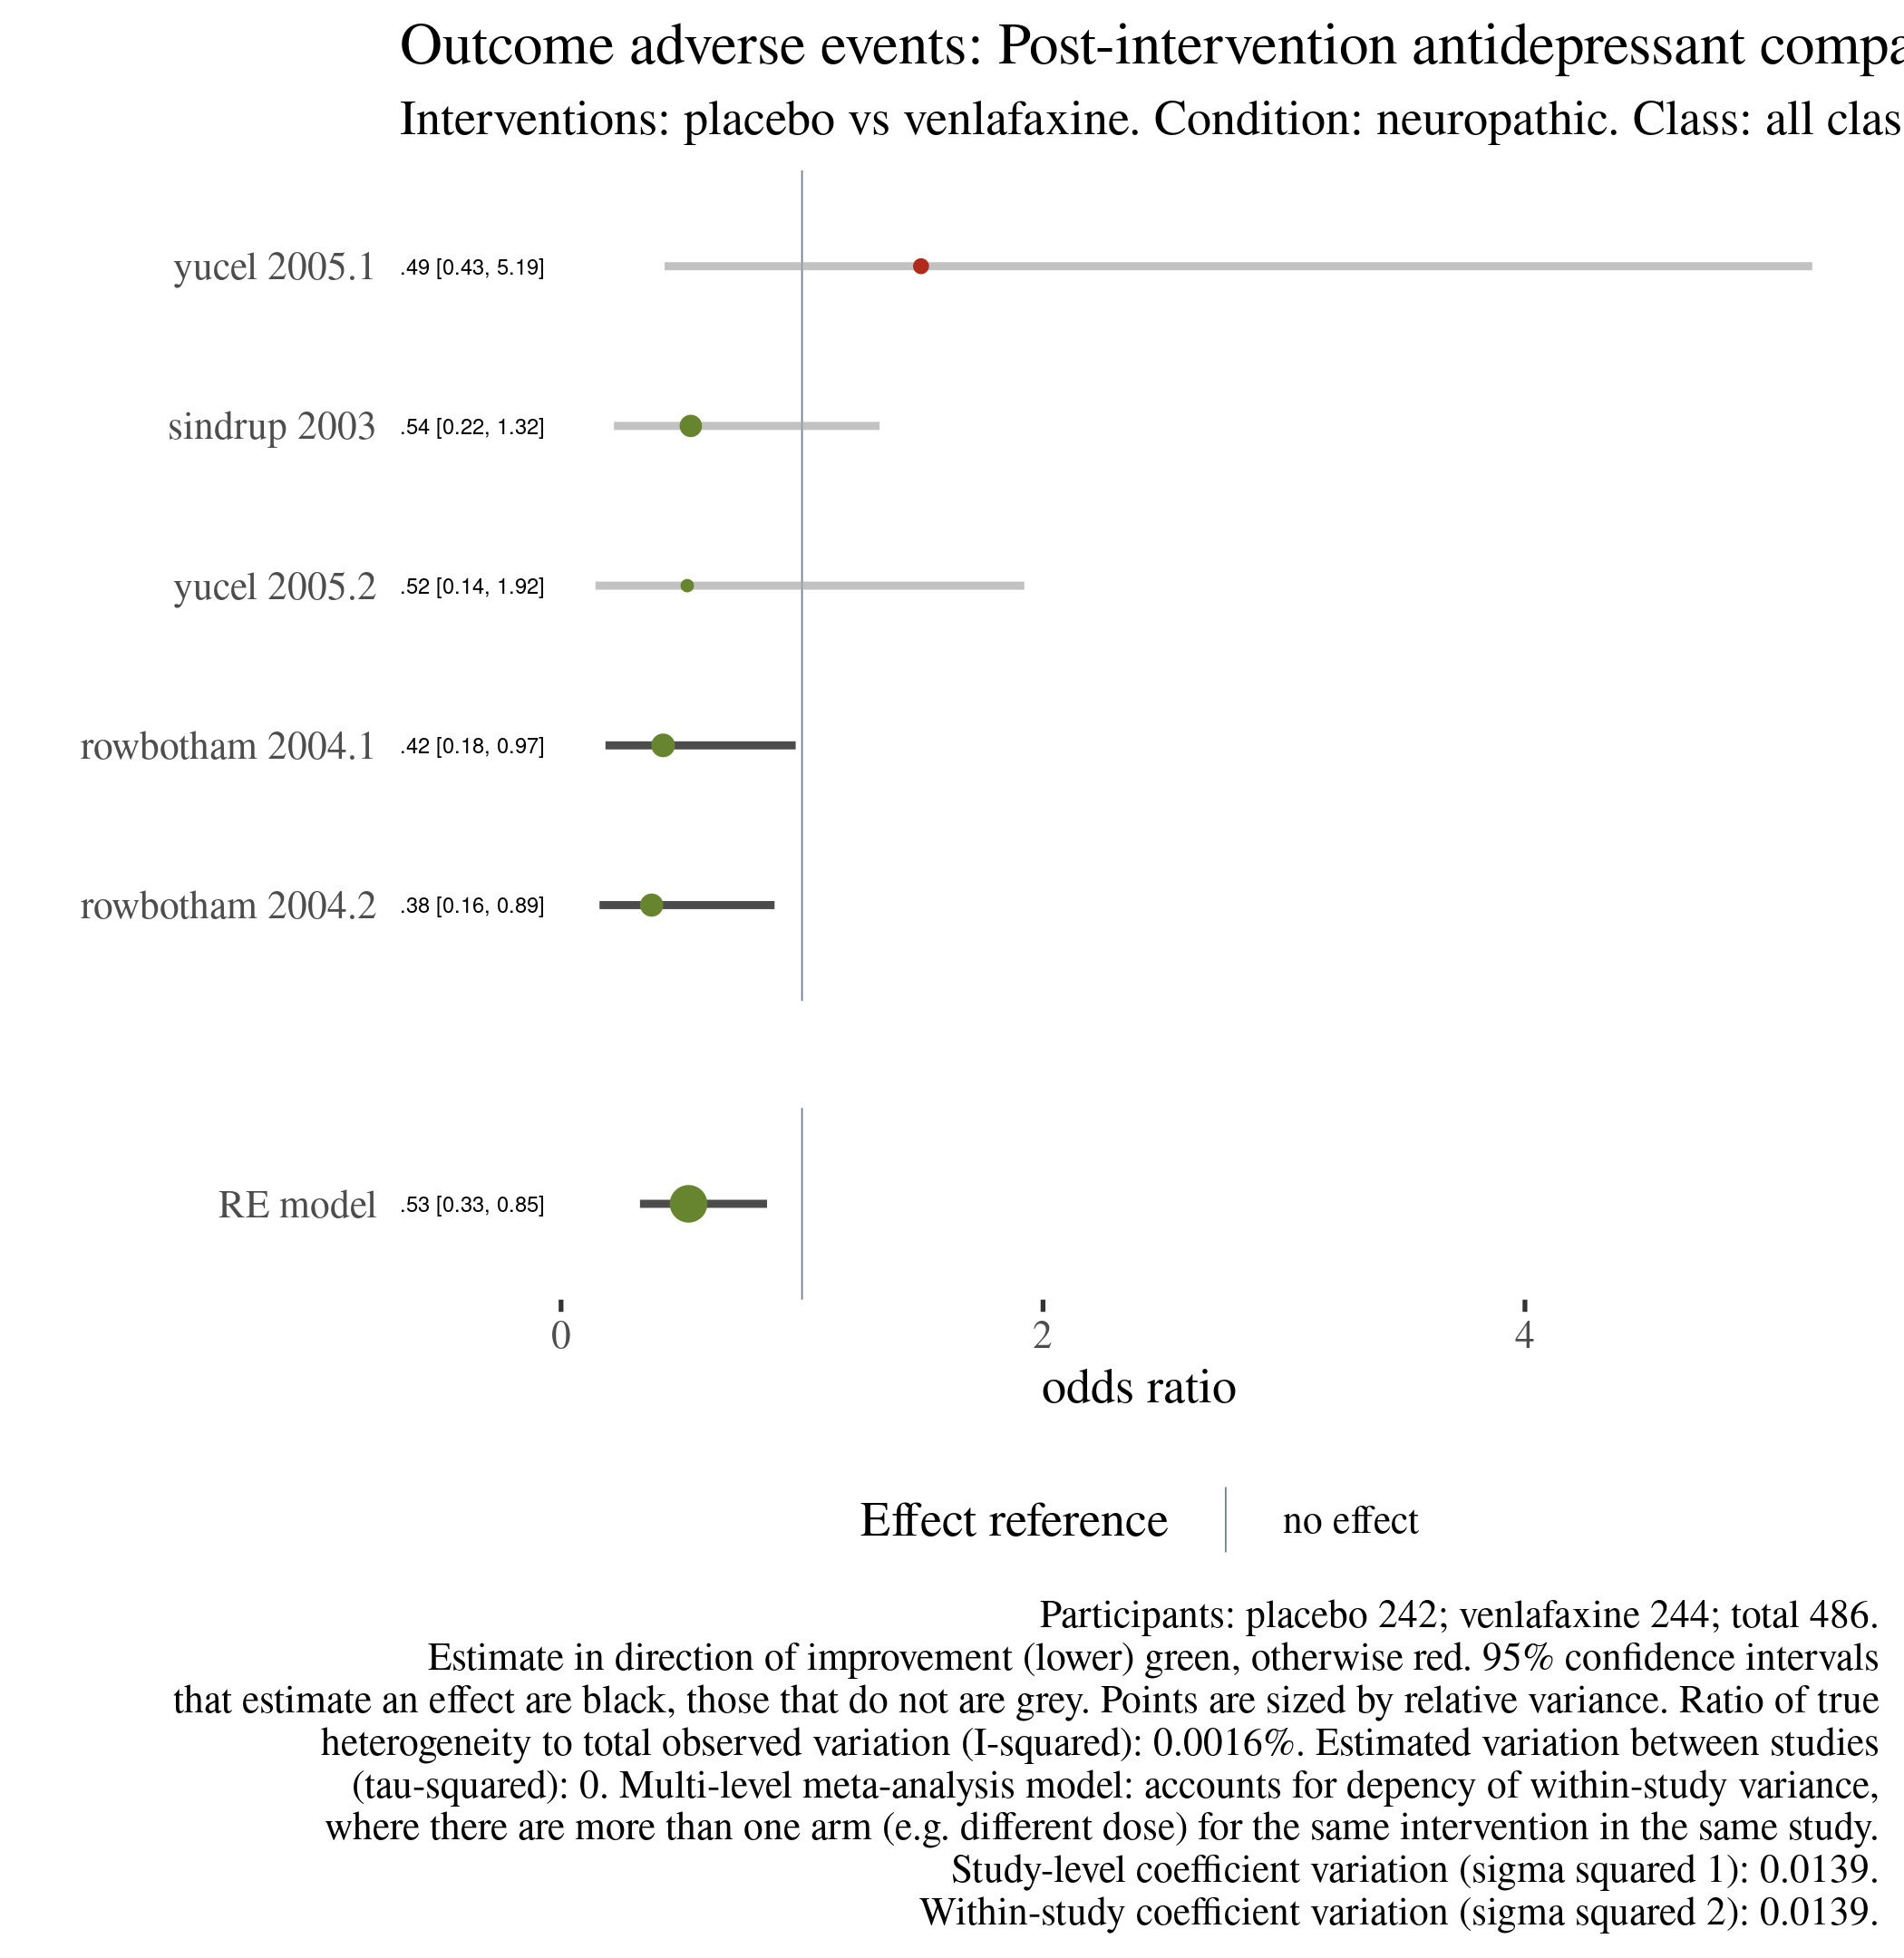 Outcome adverse events: Post-intervention antidepressant compa
Interventions: placebo vs venlafaxine. Condition: neuropathic. Class: all clas
yucel 2005.1 .49 [0.43, 5.19]
sindrup 2003 .54 [0.22, 1.32]
yucel 2005.2 .52 [0.14, 1.92]
rowbotham 2004.1 .42 [0.18, 0.97]
rowbotham 2004.2 .38 [0.16, 0.89]
RE model .53 [0.33, 0.85]
0 2 4
odds ratio
Effect reference no effect
Participants: placebo 242; venlafaxine 244; total 486.
Estimate in direction of improvement (lower) green, otherwise red. 95% confidence intervals
that estimate an effect are black, those that do not are grey. Points are sized by relative variance. Ratio of true
heterogeneity to total observed variation (I-squared): 0.0016%. Estimated variation between studies
(tau-squared): 0. Multi-level meta-analysis model: accounts for depency of within-study variance,
where there are more than one arm (e.g. different dose) for the same intervention in the same study.
Study-level coefficient variation (sigma squared 1): 0.0139.
Within-study coefficient variation (sigma squared 2): 0.0139.